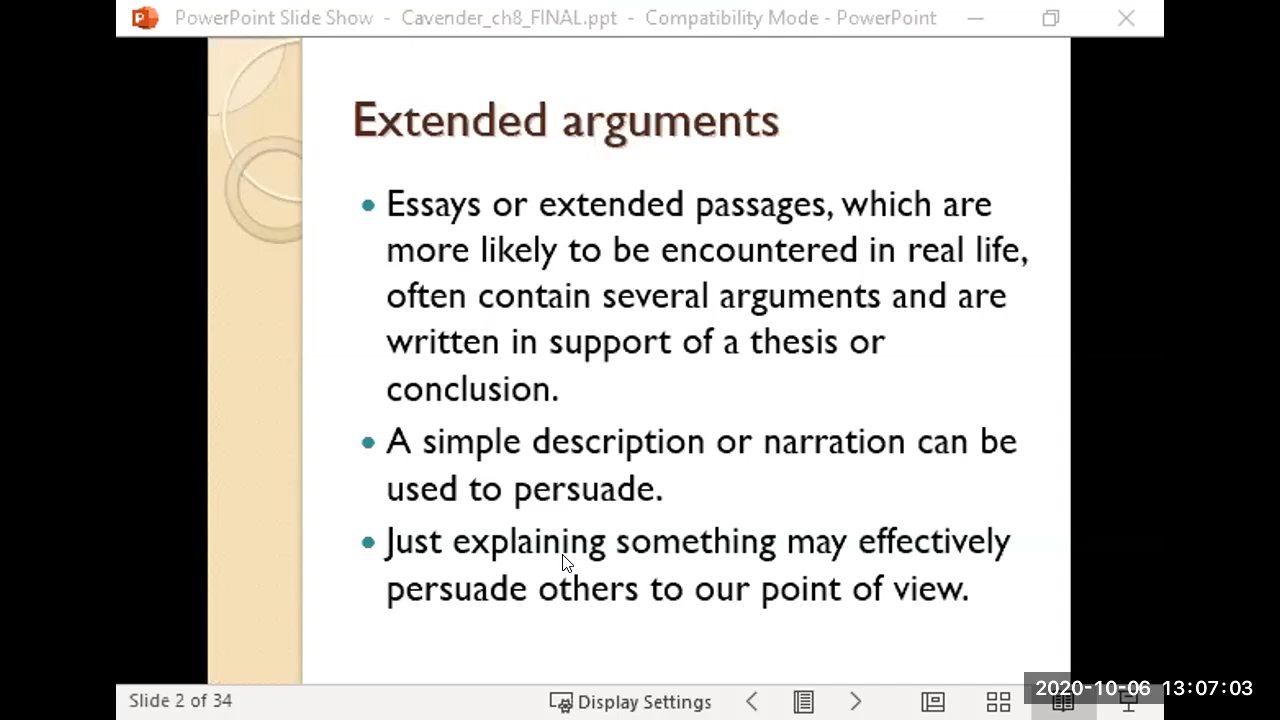 PowerPoint Slide Show - Cavender_ch8_FINAL.ppt - Compatibility Mode - PowerPoint
Extended arguments
• Essays or extended passages, which are
more likely to be encountered in real life,
often contain several arguments and are
written in support of a thesis or
conclusion.
• A simple description or narration can be
used to persuade.
• Just explaining something may effectively
persuade others to our point of view.
Slide 2 of 34
Display Settings
2020-10-06 13:07:03